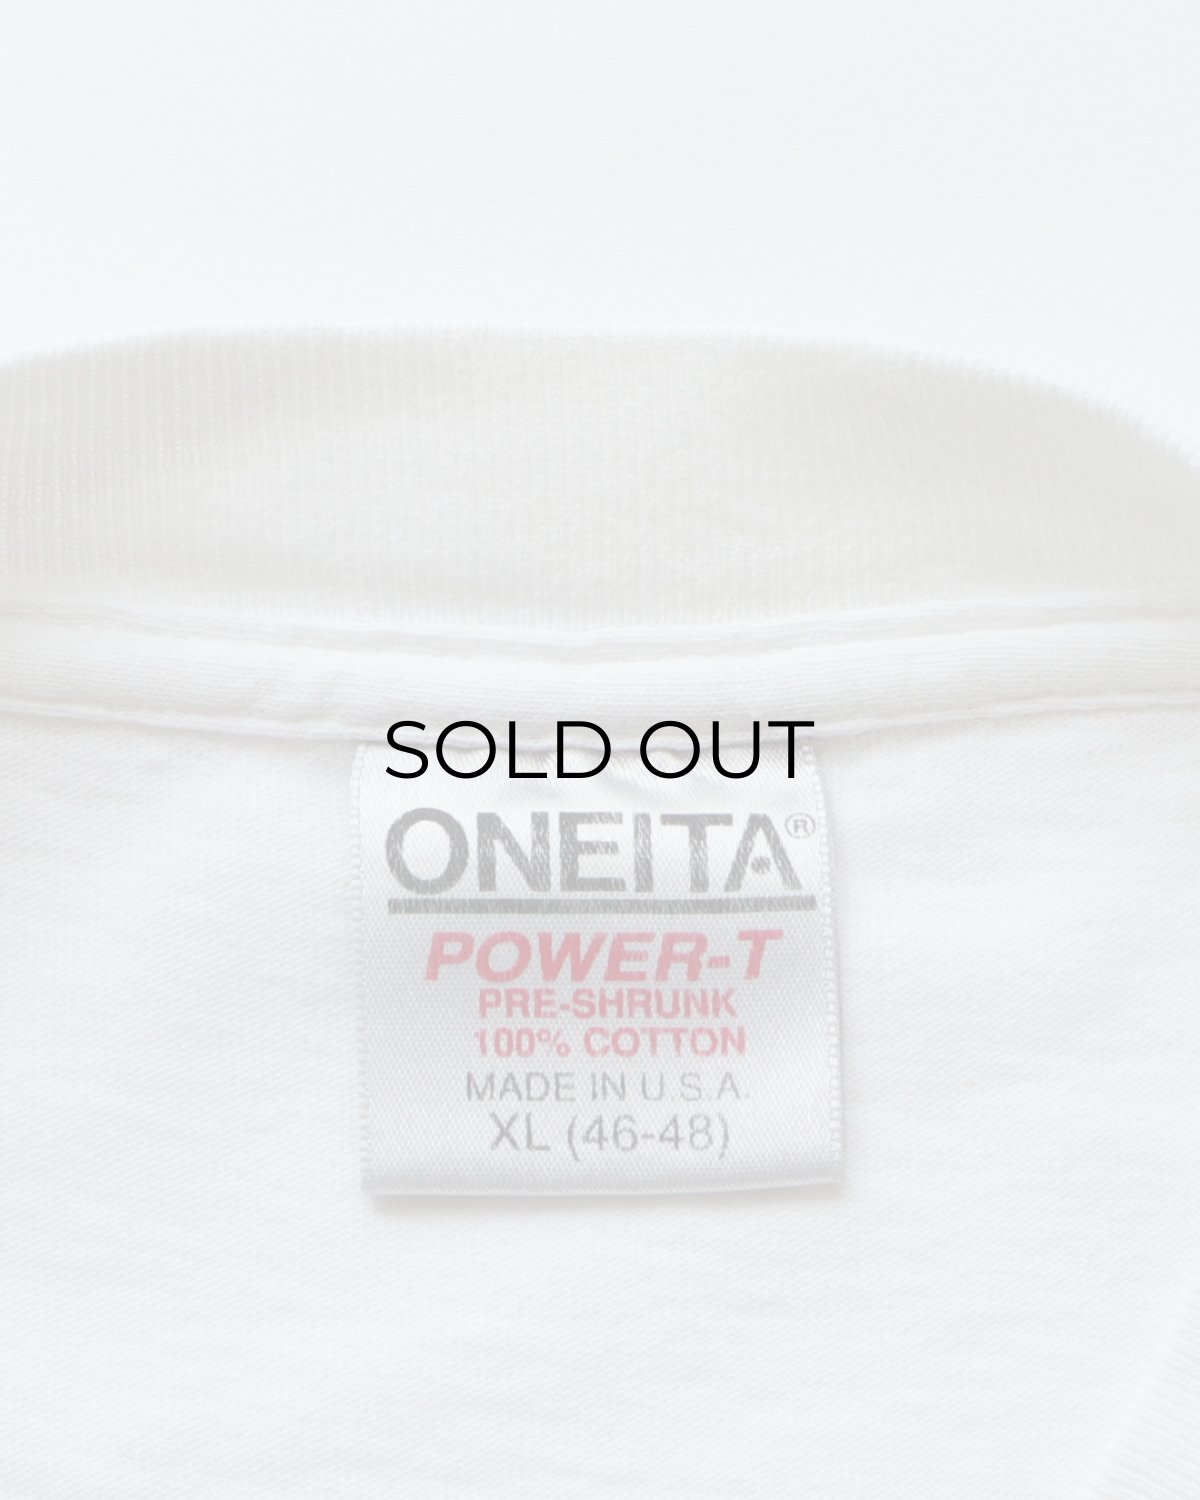 SOLD OUT
ONEITA®
POWER-T
PRE-SHRUNK
100% COTTON
MADE IN U.S.A.
XL (46-48)